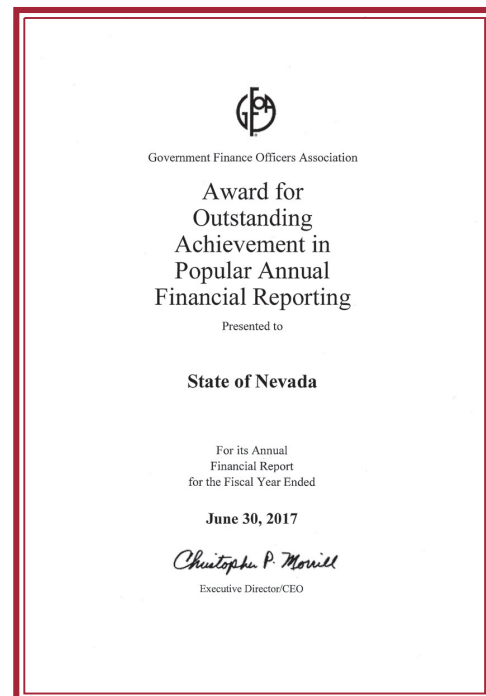 GFOA
Government Finance Officers Association
Award for
Outstanding
Achievement in
Popular Annual
Financial Reporting
Presented to
State of Nevada
For its Annual
Financial Report
for the Fiscal Year Ended
June 30, 2017
Christopher P. Morrill
Executive Director/CEO